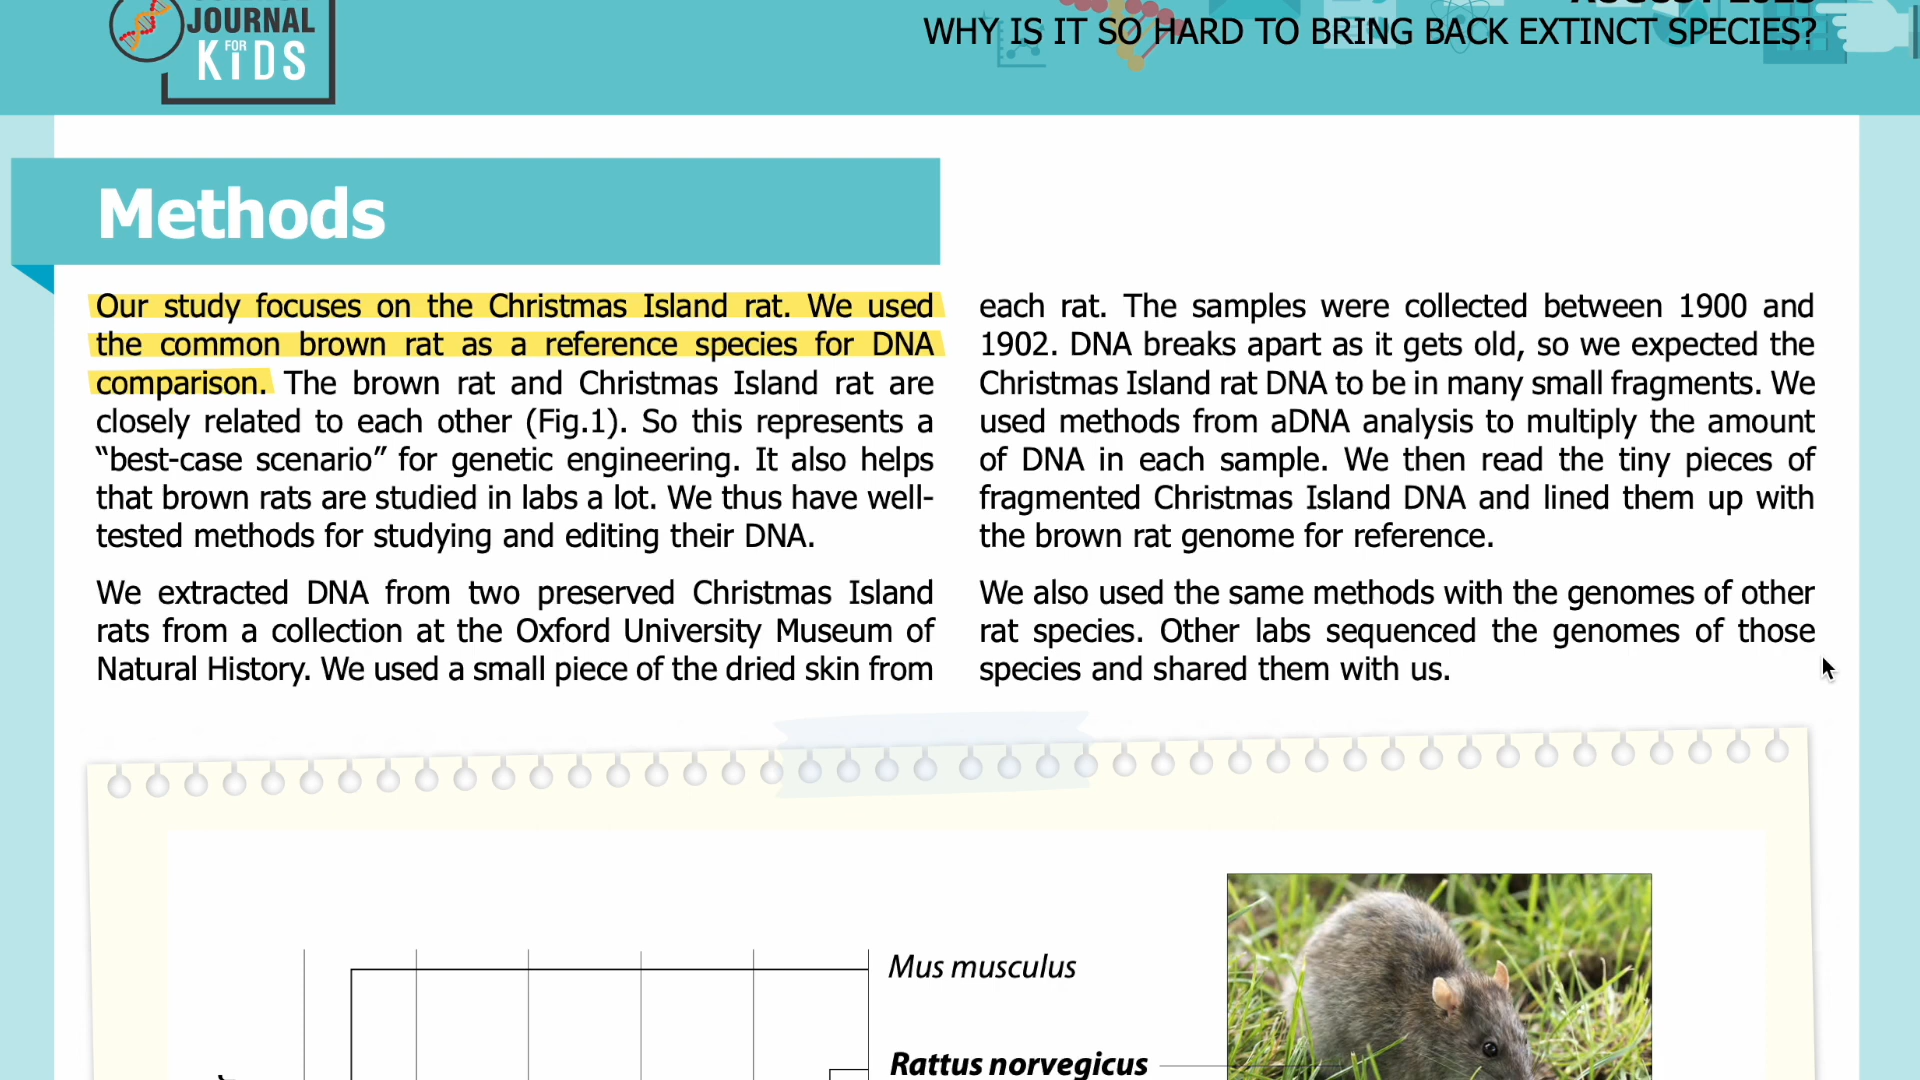 JOURNAL
FOR
KiDS
WHY IS IT SO HARD TO BRING BACK EXTINCT SPECIES?
Methods
Our study focuses on the Christmas Island rat. We used
the common brown rat as a reference species for DNA
comparison. The brown rat and Christmas Island rat are
closely related to each other (Fig.1). So this represents a
“best-case scenario” for genetic engineering. It also helps
that brown rats are studied in labs a lot. We thus have well-
tested methods for studying and editing their DNA.
We extracted DNA from two preserved Christmas Island
rats from a collection at the Oxford University Museum of
Natural History. We used a small piece of the dried skin from
each rat. The samples were collected between 1900 and
1902. DNA breaks apart as it gets old, so we expected the
Christmas Island rat DNA to be in many small fragments. We
used methods from aDNA analysis to multiply the amount
of DNA in each sample. We then read the tiny pieces of
fragmented Christmas Island DNA and lined them up with
the brown rat genome for reference.
We also used the same methods with the genomes of other
rat species. Other labs sequenced the genomes of those
species and shared them with us.
Mus musculus
Rattus norvegicus